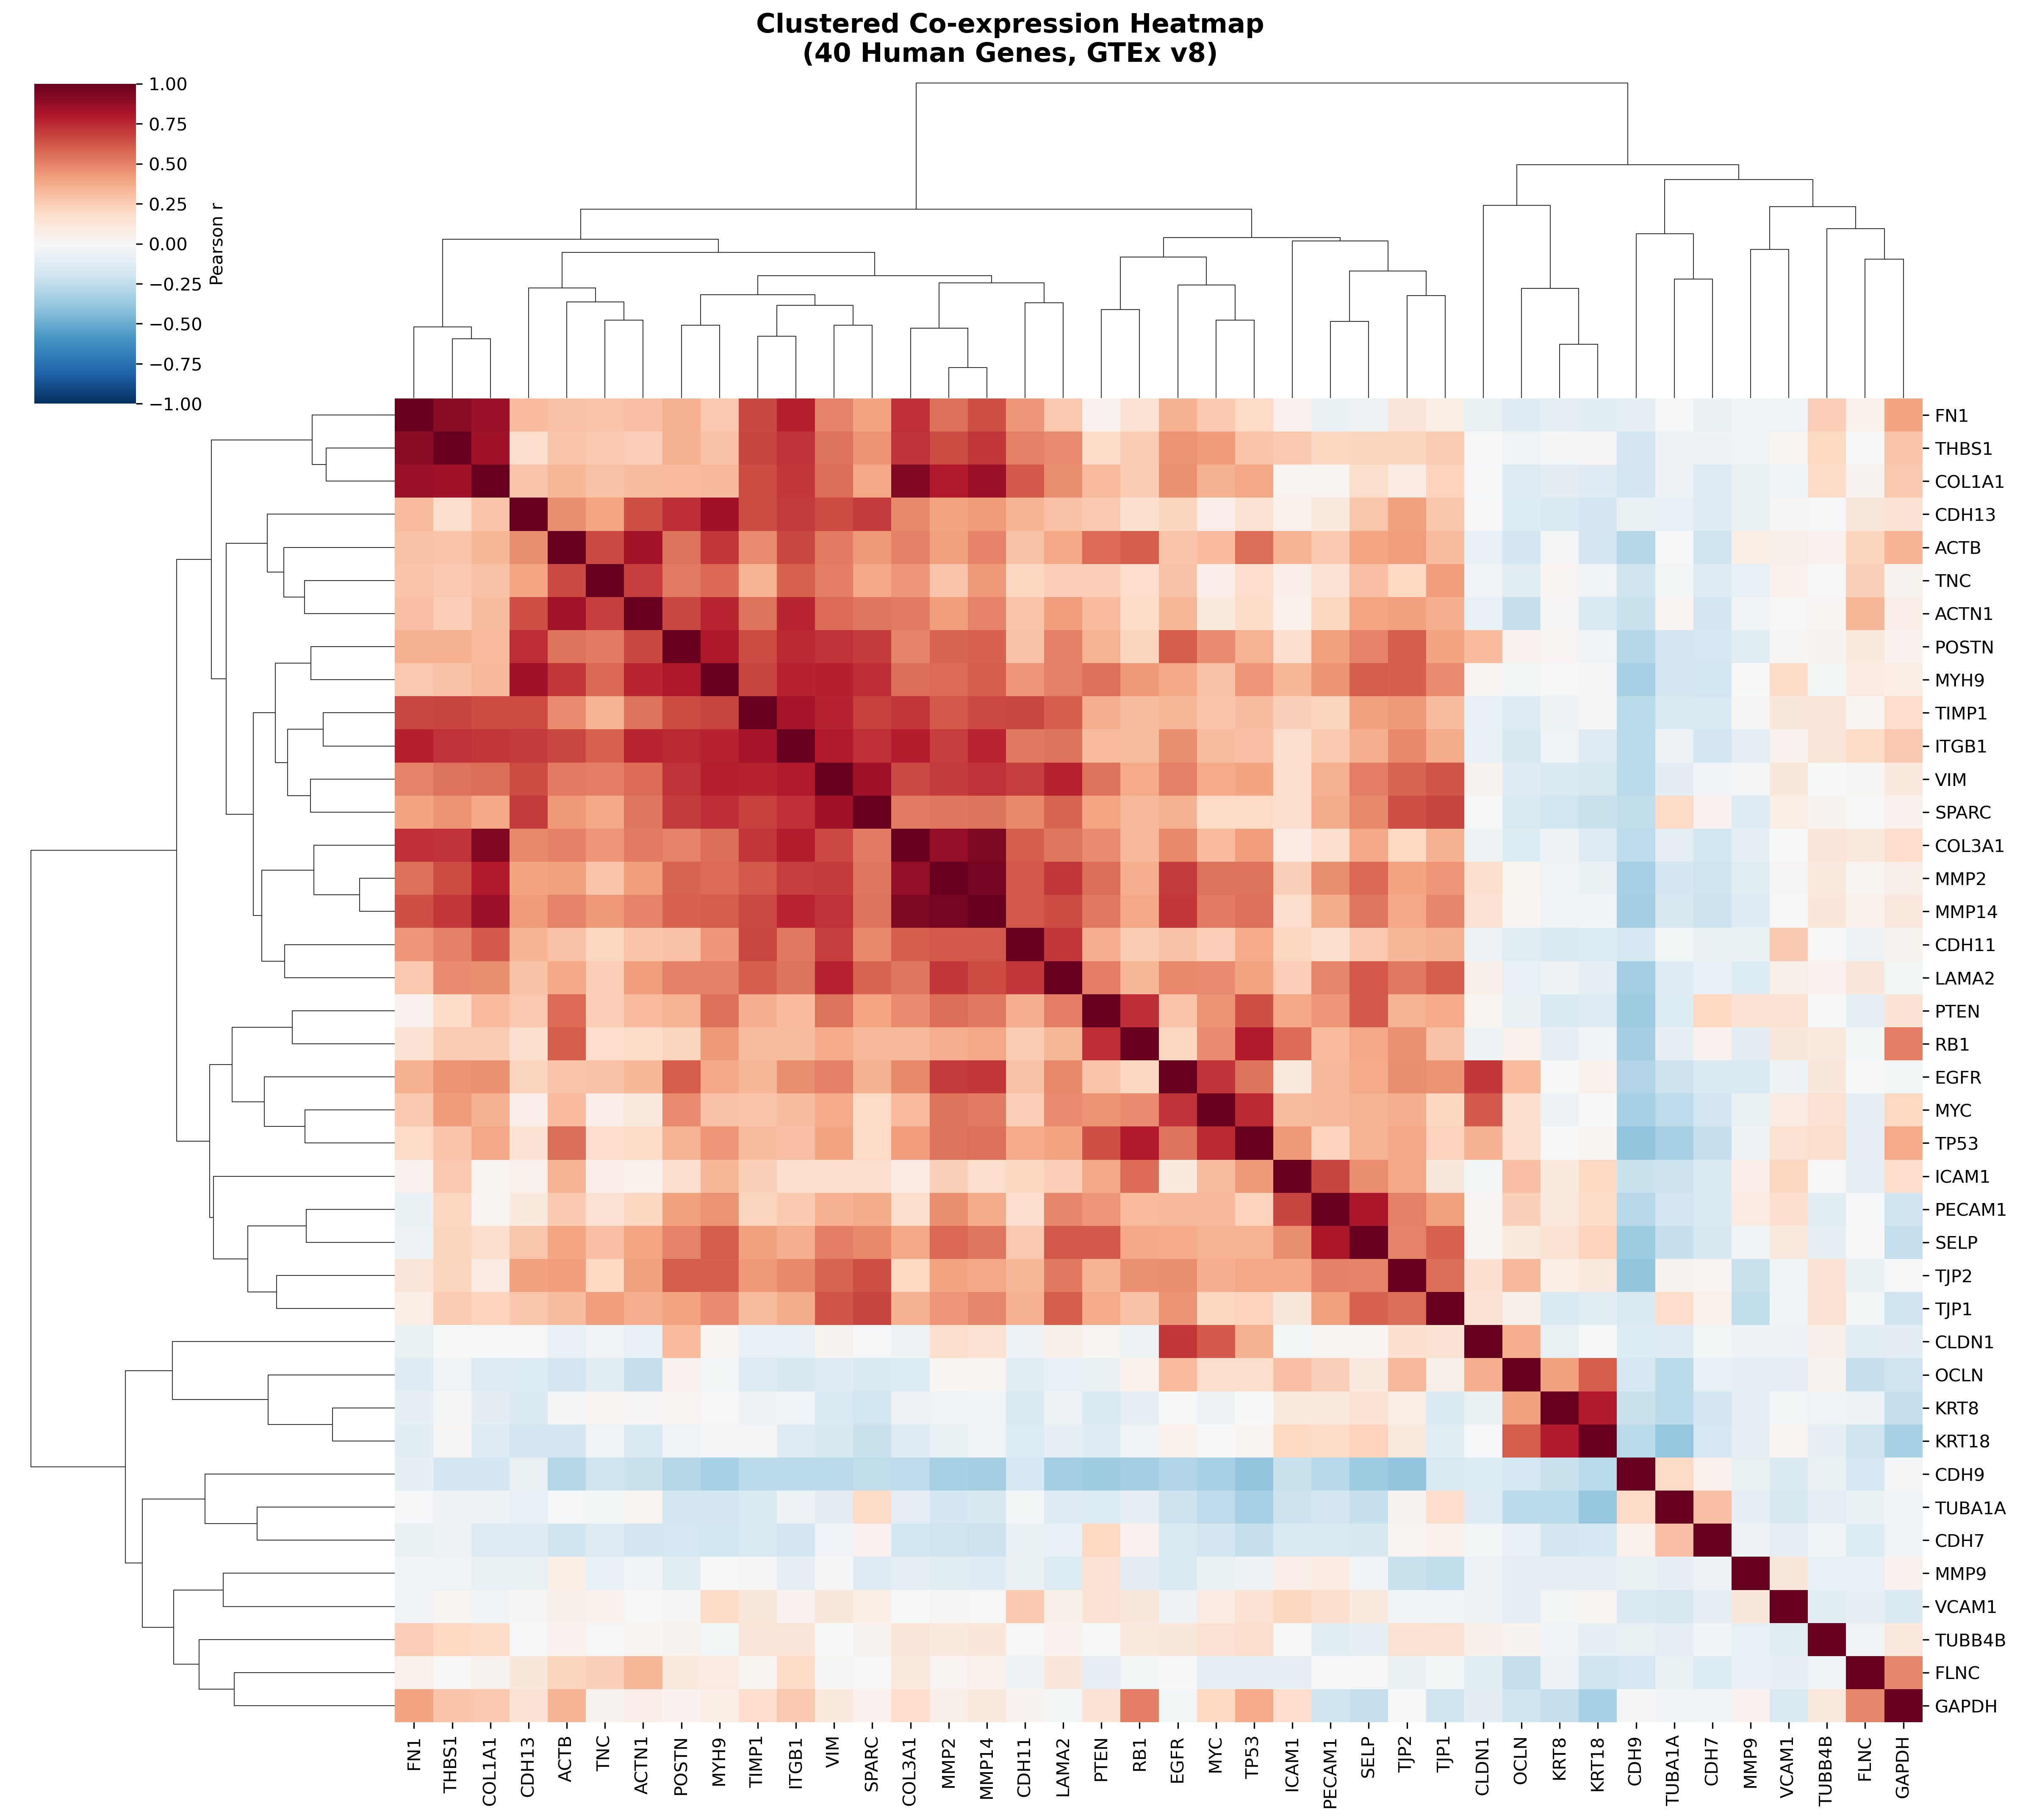 Clustered Co-expression Heatmap
(40 Human Genes, GTEx v8)
1.00
0.75
0.50
0.25
0.00
−0.25
−0.50
−0.75
−1.00
Pearson r
FN1
THBS1
COL1A1
CDH13
ACTB
TNC
ACTN1
POSTN
MYH9
TIMP1
ITGB1
VIM
SPARC
COL3A1
MMP2
MMP14
CDH11
LAMA2
PTEN
RB1
EGFR
MYC
TP53
ICAM1
PECAM1
SELP
TJP2
TJP1
CLDN1
OCLN
KRT8
KRT18
CDH9
TUBA1A
CDH7
MMP9
VCAM1
TUBB4B
FLNC
GAPDH
FN1
THBS1
COL1A1
CDH13
ACTB
TNC
ACTN1
POSTN
MYH9
TIMP1
ITGB1
VIM
SPARC
COL3A1
MMP2
MMP14
CDH11
LAMA2
PTEN
RB1
EGFR
MYC
TP53
ICAM1
PECAM1
SELP
TJP2
TJP1
CLDN1
OCLN
KRT8
KRT18
CDH9
TUBA1A
CDH7
MMP9
VCAM1
TUBB4B
FLNC
GAPDH